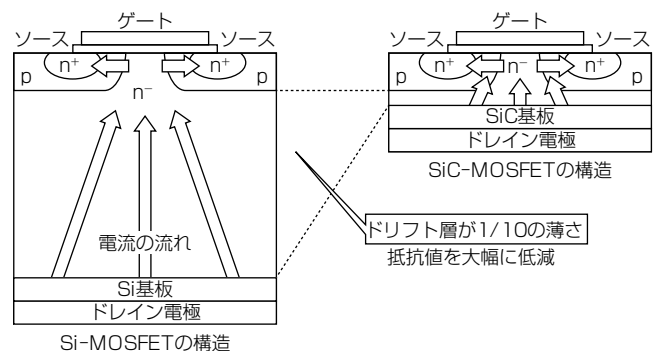 ゲート
ソース ソース
n⁺ n⁺
p p
n⁻
電流の流れ
Si基板
ドレイン電極
Si-MOSFETの構造
ゲート
ソース ソース
n⁺ n⁻ n⁺
p p
SiC基板
ドレイン電極
SiC-MOSFETの構造
ドリフト層が1/10の薄さ
抵抗値を大幅に低減